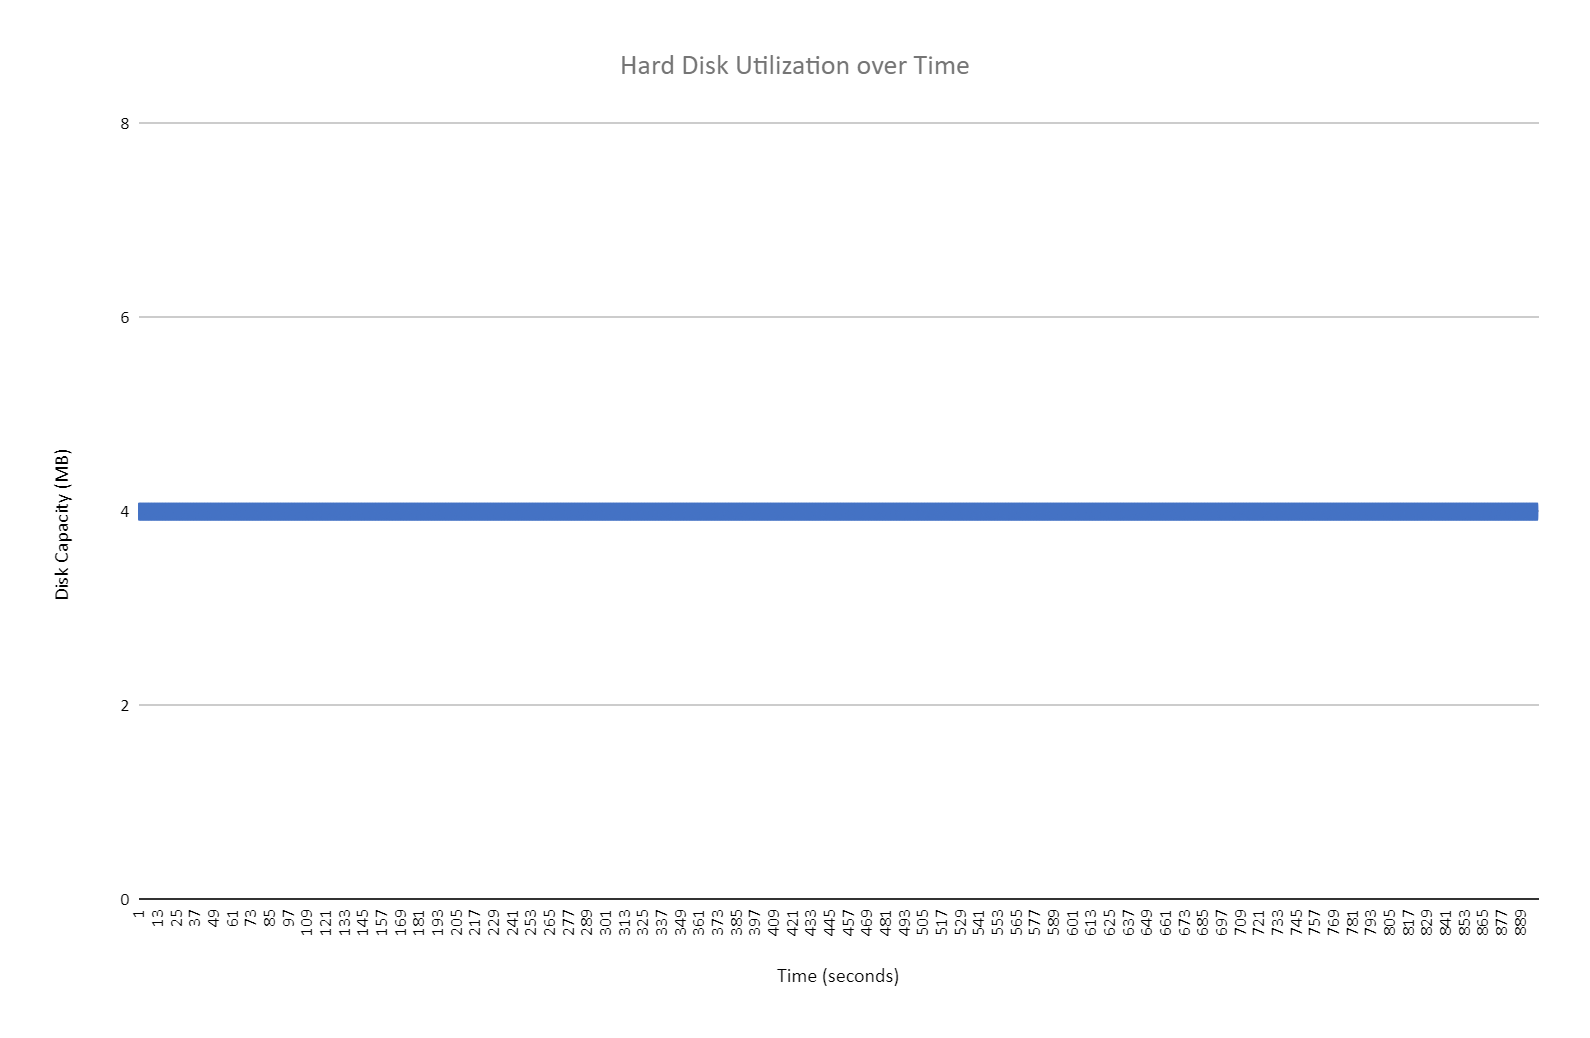 Hard Disk Utilization over Time
8
6
4
2
0
Disk Capacity (MB)
1 13 25 37 49 61 73 85 97 109 121 133 145 157 169 181 193 205 217 229 241 253 265 277 289 301 313 325 337 349 361 373 385 397 409 421 433 445 457 469 481 493 505 517 529 541 553 565 577 589 601 613 625 637 649 661 673 685 697 709 721 733 745 757 769 781 793 805 817 829 841 853 865 877 889
Time (seconds)